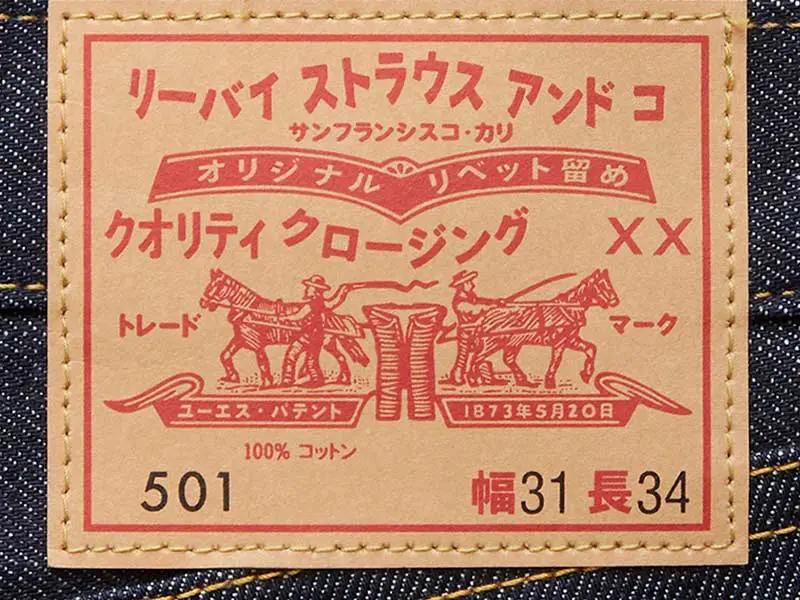 リーバイ ストラウス アンド コ
サンフランシスコ・カリ
オリジナル リベット留め
クオリティ クロージング XX
トレード マーク
ユーエス・パテント 1873年5月20日
100% コットン
501 幅31 長34